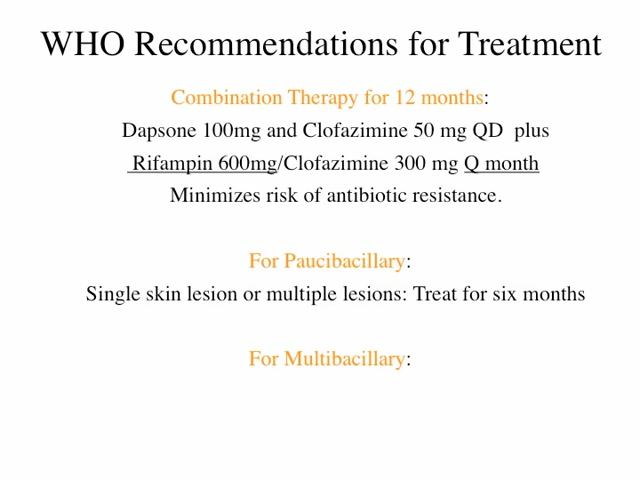 WHO Recommendations for Treatment
Combination Therapy for 12 months:
Dapsone 100mg and Clofazimine 50 mg QD  plus
Rifampin 600mg/Clofazimine 300 mg Q month
Minimizes risk of antibiotic resistance.
For Paucibacillary:
Single skin lesion or multiple lesions: Treat for six months
For Multibacillary: